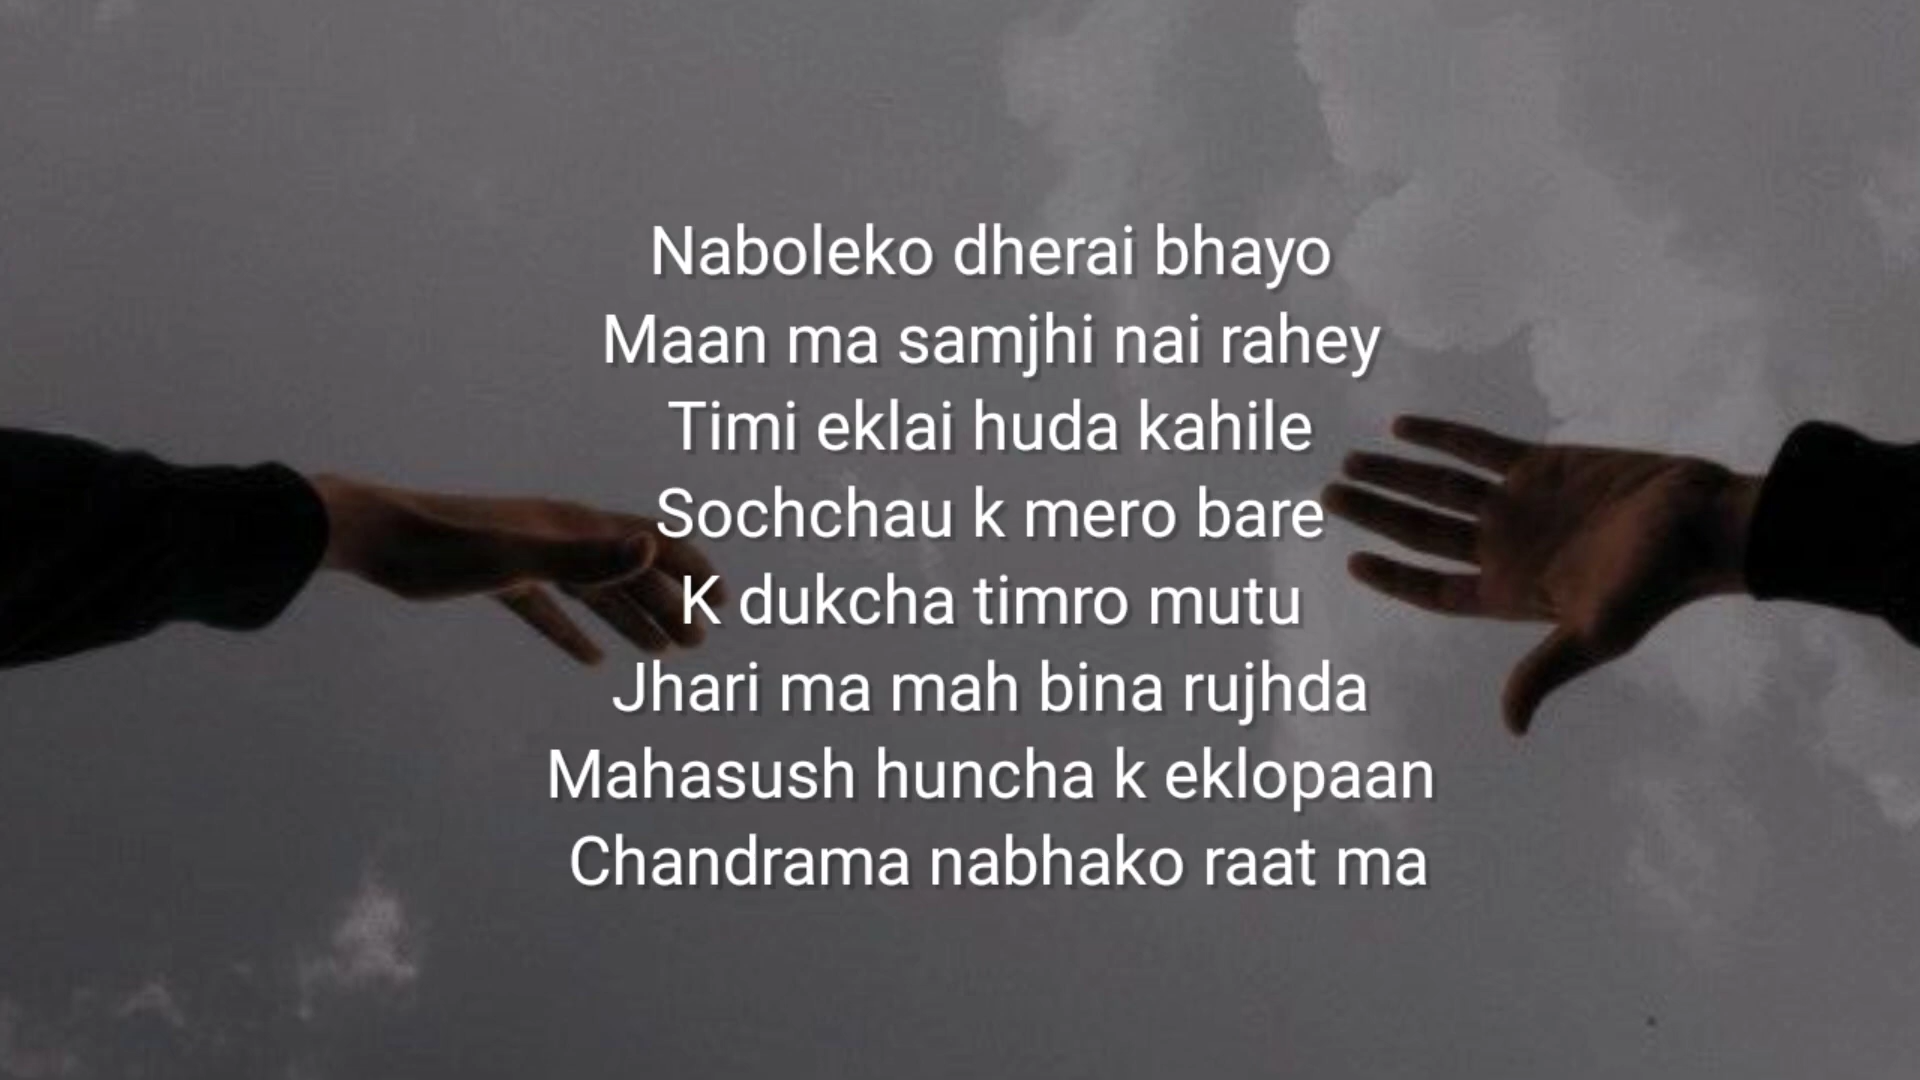 Naboleko dherai bhayo
Maan ma samjhi nai rahey
Timi eklai huda kahile
Sochchau k mero bare
K dukcha timro mutu
Jhari ma mah bina rujhda
Mahasush huncha k eklopaan
Chandrama nabhako raat ma